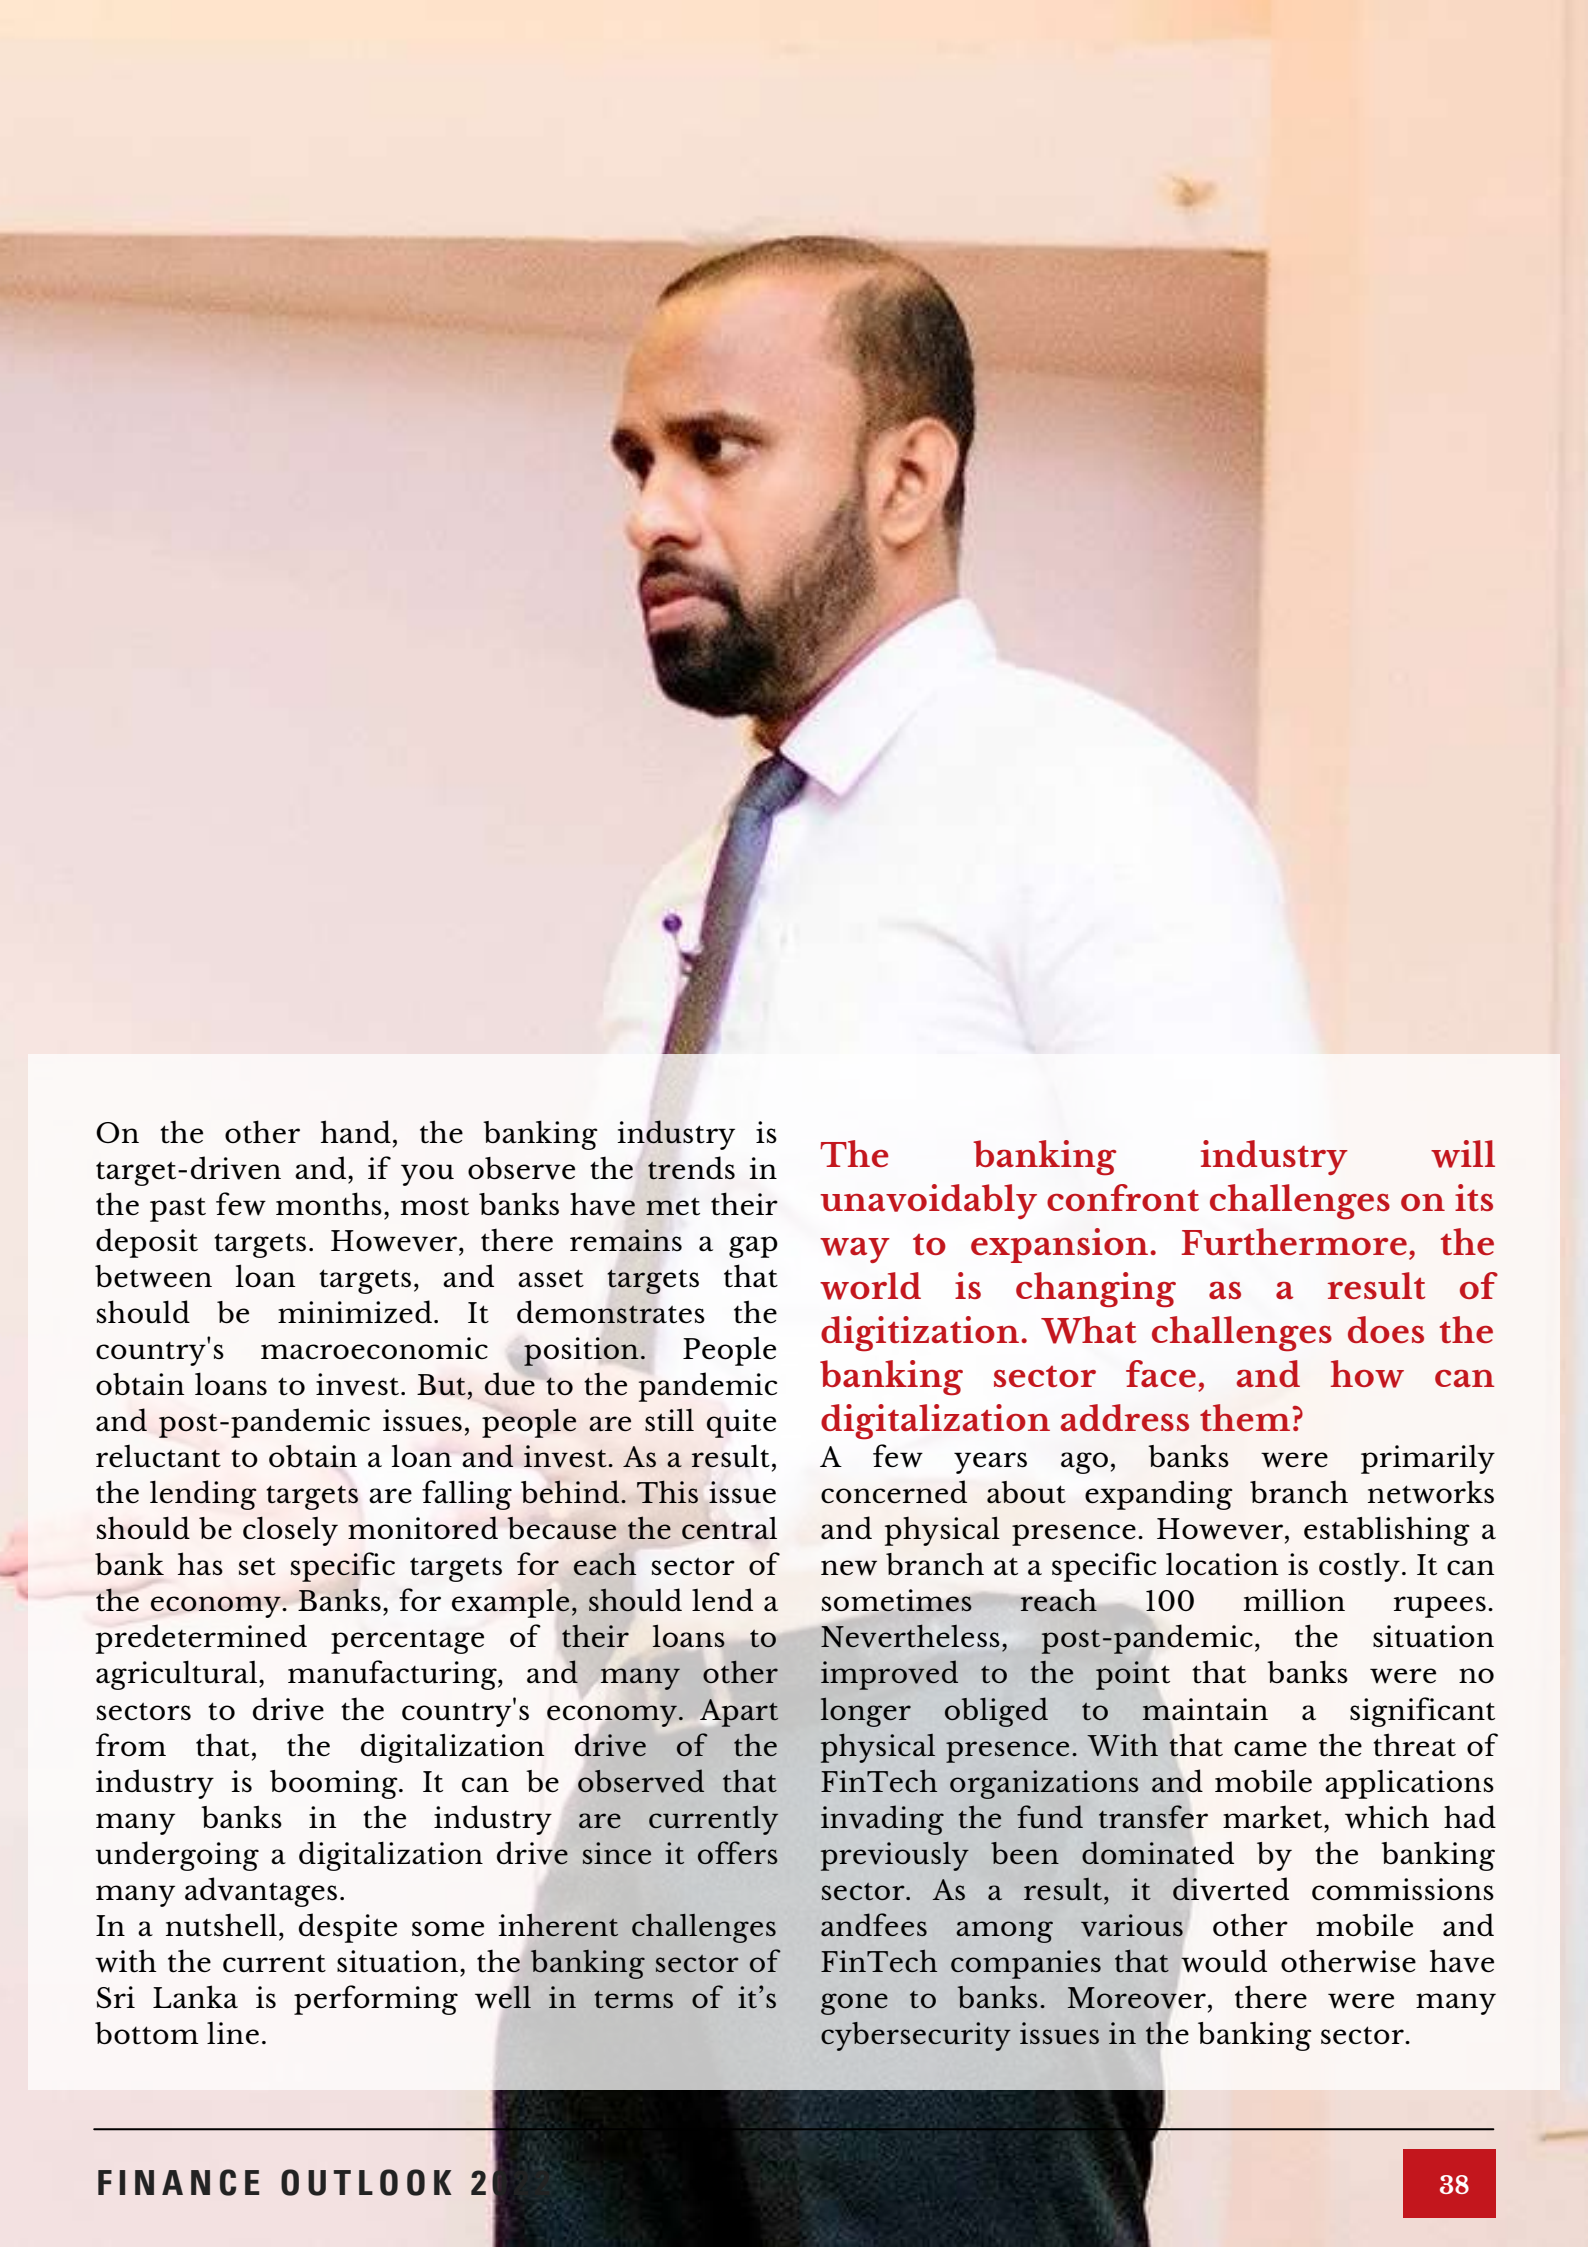 On the other hand, the banking industry is
target-driven and, if you observe the trends in
the past few months, most banks have met their
deposit targets. However, there remains a gap
between loan targets, and asset targets that
should be minimized. It demonstrates the
country's macroeconomic position. People
obtain loans to invest. But, due to the pandemic
and post-pandemic issues, people are still quite
reluctant to obtain a loan and invest. As a result,
the lending targets are falling behind. This issue
should be closely monitored because the central
bank has set specific targets for each sector of
the economy. Banks, for example, should lend a
predetermined percentage of their loans to
agricultural, manufacturing, and many other
sectors to drive the country's economy. Apart
from that, the digitalization drive of the
industry is booming. It can be observed that
many banks in the industry are currently
undergoing a digitalization drive since it offers
many advantages.
In a nutshell, despite some inherent challenges
with the current situation, the banking sector of
Sri Lanka is performing well in terms of it’s
bottom line.
The banking industry will
unavoidably confront challenges on its
way to expansion. Furthermore, the
world is changing as a result of
digitization. What challenges does the
banking sector face, and how can
digitalization address them?
A few years ago, banks were primarily
concerned about expanding branch networks
and physical presence. However, establishing a
new branch at a specific location is costly. It can
sometimes reach 100 million rupees.
Nevertheless, post-pandemic, the situation
improved to the point that banks were no
longer obliged to maintain a significant
physical presence. With that came the threat of
FinTech organizations and mobile applications
invading the fund transfer market, which had
previously been dominated by the banking
sector. As a result, it diverted commissions
andfees among various other mobile and
FinTech companies that would otherwise have
gone to banks. Moreover, there were many
cybersecurity issues in the banking sector.
FINANCE OUTLOOK
38